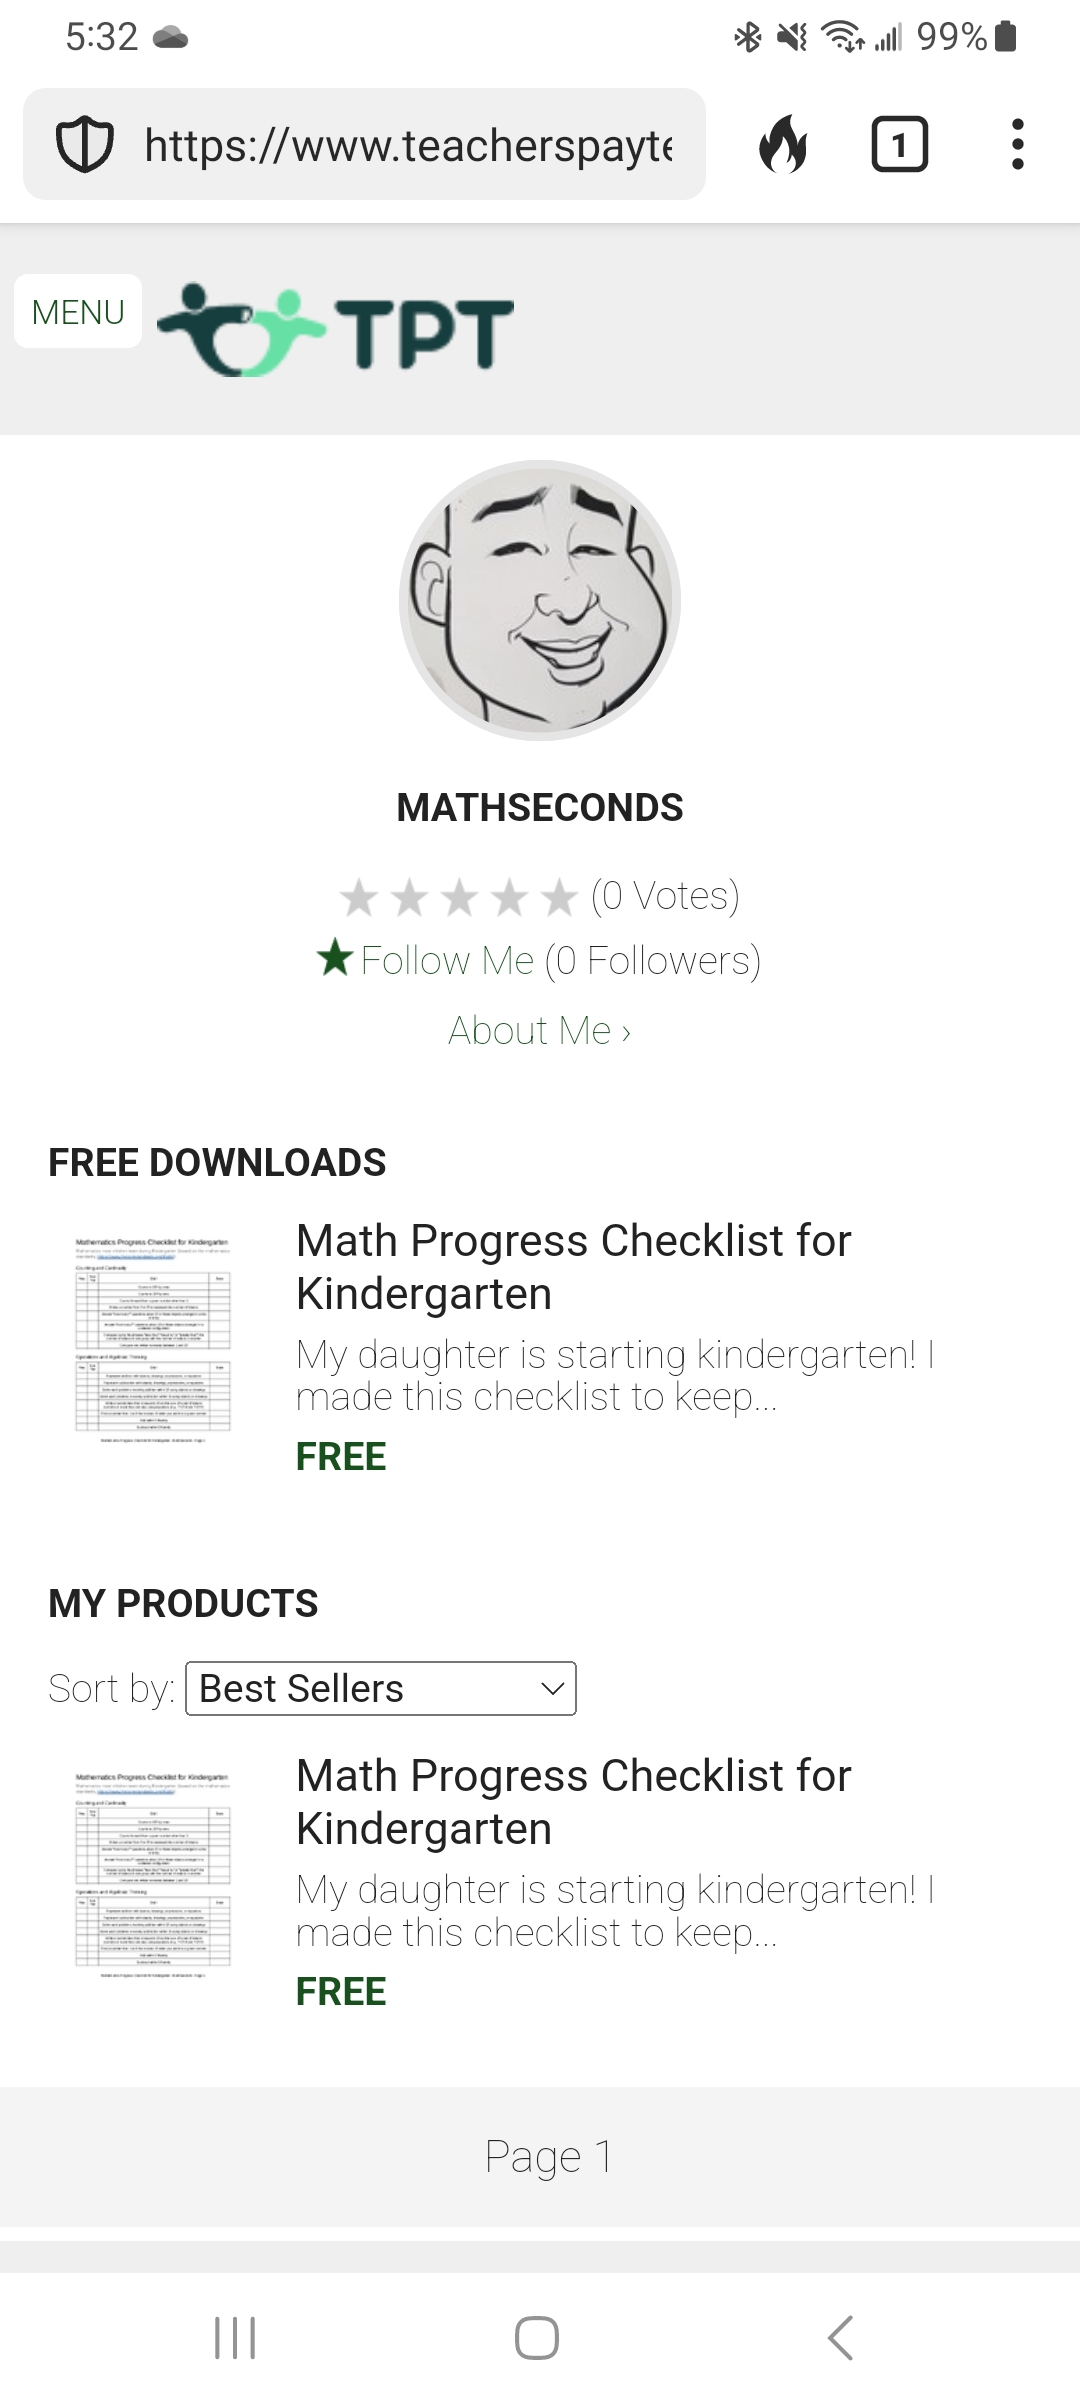 5:32
99%
https://www.teacherspayte
1
MENU
TPT
MATHSECONDS
(0 Votes)
Follow Me (0 Followers)
About Me ›
FREE DOWNLOADS
Mathematics Progress Checklist for Kindergarten
Math Progress Checklist for
Kindergarten
My daughter is starting kindergarten! I
made this checklist to keep...
FREE
MY PRODUCTS
Sort by: Best Sellers
Mathematics Progress Checklist for Kindergarten
Math Progress Checklist for
Kindergarten
My daughter is starting kindergarten! I
made this checklist to keep...
FREE
Page 1